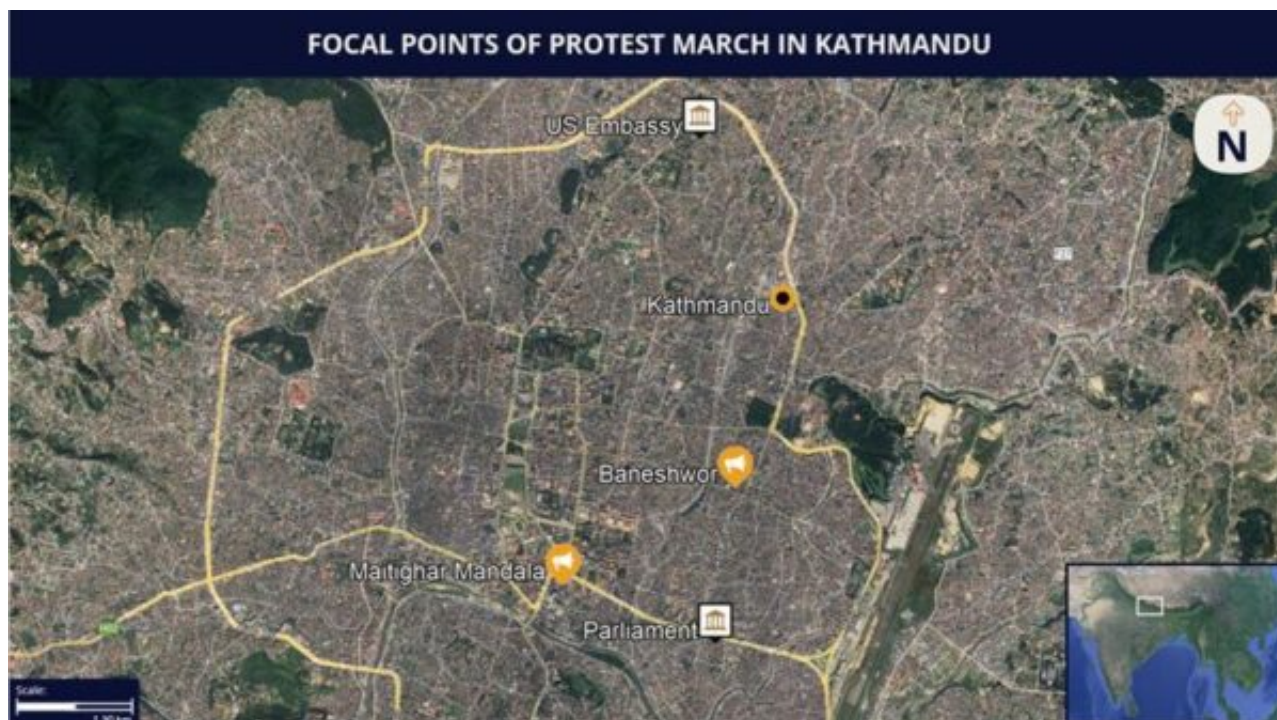 FOCAL POINTS OF PROTEST MARCH IN KATHMANDU
US Embassy
N
Kathmandu
Baneshwor
Maitighar Mandala
Parliament
Scale: